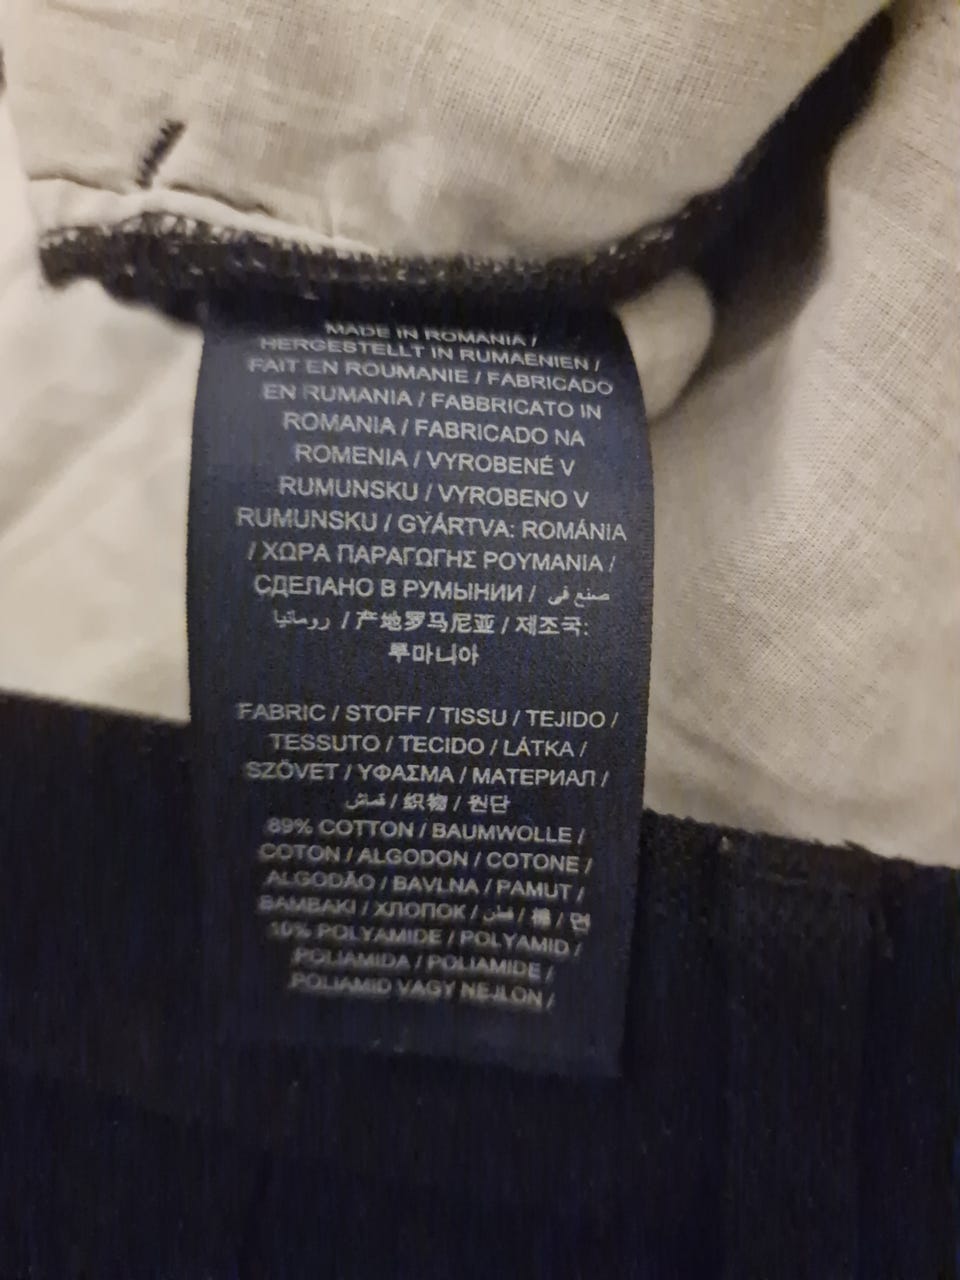 MADE IN ROMANIA /
HERGESTELLT IN RUMAENIEN /
FAIT EN ROUMANIE / FABRICADO
EN RUMANIA / FABBRICATO IN
ROMANIA / FABRICADO NA
ROMENIA / VYROBENÉ V
RUMUNSKU / VYROBENO V
RUMUNSKU / GYÁRTVA: ROMÁNIA
/ ΧΩΡΑ ΠΑΡΑΓΩΓΗΣ ΡΟΥΜΑΝΙΑ /
СДЕЛАНО В РУМЫНИИ / صنع في
رومانيا / 产地罗马尼亚 / 제조국:
루마니아
FABRIC / STOFF / TISSU / TEJIDO /
TESSUTO / TECIDO / LÁTKA /
SZÖVET / ΥΦΑΣΜΑ / МАТЕРИАЛ /
قماش / 织物 / 원단
89% COTTON / BAUMWOLLE /
COTON / ALGODON / COTONE /
ALGODÃO / BAVLNA / PAMUT /
ΒΑΜΒΑΚΙ / ХЛОПОК / قطن / 棉 / 면
10% POLYAMIDE / POLYAMID /
POLIAMIDA / POLIAMIDE /
POLIAMID VAGY NEJLON /